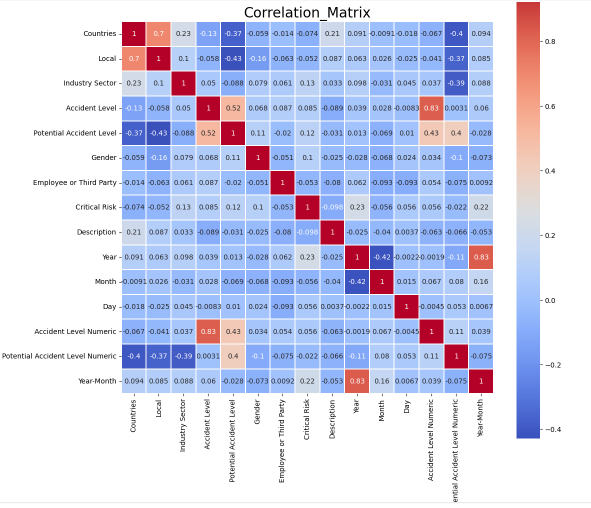 Correlation_Matrix
Countries 1 0.7 0.23 -0.13 -0.37 -0.059 -0.014 -0.074 0.21 0.091 -0.0091 -0.018 -0.067 -0.4 0.094
Local 0.7 1 0.1 -0.058 -0.43 -0.16 -0.063 -0.052 0.087 0.063 0.026 -0.025 -0.041 -0.37 0.085
Industry Sector 0.23 0.1 1 0.05 -0.088 0.079 0.061 0.13 0.033 0.098 -0.031 0.045 0.037 -0.39 0.088
Accident Level -0.13 -0.058 0.05 1 0.52 0.068 0.087 0.085 -0.089 0.039 0.028 -0.0083 0.83 0.0031 0.06
Potential Accident Level -0.37 -0.43 -0.088 0.52 1 0.11 -0.02 0.12 -0.031 0.013 -0.069 0.01 0.43 0.4 -0.028
Gender -0.059 -0.16 0.079 0.068 0.11 1 -0.051 0.1 -0.025 -0.028 -0.068 0.024 0.034 -0.1 -0.073
Employee or Third Party -0.014 -0.063 0.061 0.087 -0.02 -0.051 1 -0.053 -0.08 0.062 -0.093 -0.093 0.054 -0.075 0.0092
Critical Risk -0.074 -0.052 0.13 0.085 0.12 0.1 -0.053 1 -0.098 0.23 -0.056 0.056 0.056 -0.022 0.22
Description 0.21 0.087 0.033 -0.089 -0.031 -0.025 -0.08 -0.098 1 -0.025 -0.04 0.0037 -0.063 -0.066 -0.053
Year 0.091 0.063 0.098 0.039 0.013 -0.028 0.062 0.23 -0.025 1 -0.42 -0.0022 -0.0019 -0.11 0.83
Month -0.0091 0.026 -0.031 0.028 -0.069 -0.068 -0.093 -0.056 -0.04 -0.42 1 0.015 0.067 0.08 0.16
Day -0.018 -0.025 0.045 -0.0083 0.01 0.024 -0.093 0.056 0.0037 -0.0022 0.015 1 -0.0045 0.053 0.0067
Accident Level Numeric -0.067 -0.041 0.037 0.83 0.43 0.034 0.054 0.056 -0.063 -0.0019 0.067 -0.0045 1 0.11 0.039
Potential Accident Level Numeric -0.4 -0.37 -0.39 0.0031 0.4 -0.1 -0.075 -0.022 -0.066 -0.11 0.08 0.053 0.11 1 -0.075
Year-Month 0.094 0.085 0.088 0.06 -0.028 -0.073 0.0092 0.22 -0.053 0.83 0.16 0.0067 0.039 -0.075 1
Countries
Local
Industry Sector
Accident Level
Potential Accident Level
Gender
Employee or Third Party
Critical Risk
Description
Year
Month
Day
Accident Level Numeric
ential Accident Level Numeric
Year-Month
0.8
0.6
0.4
0.2
0.0
−0.2
−0.4